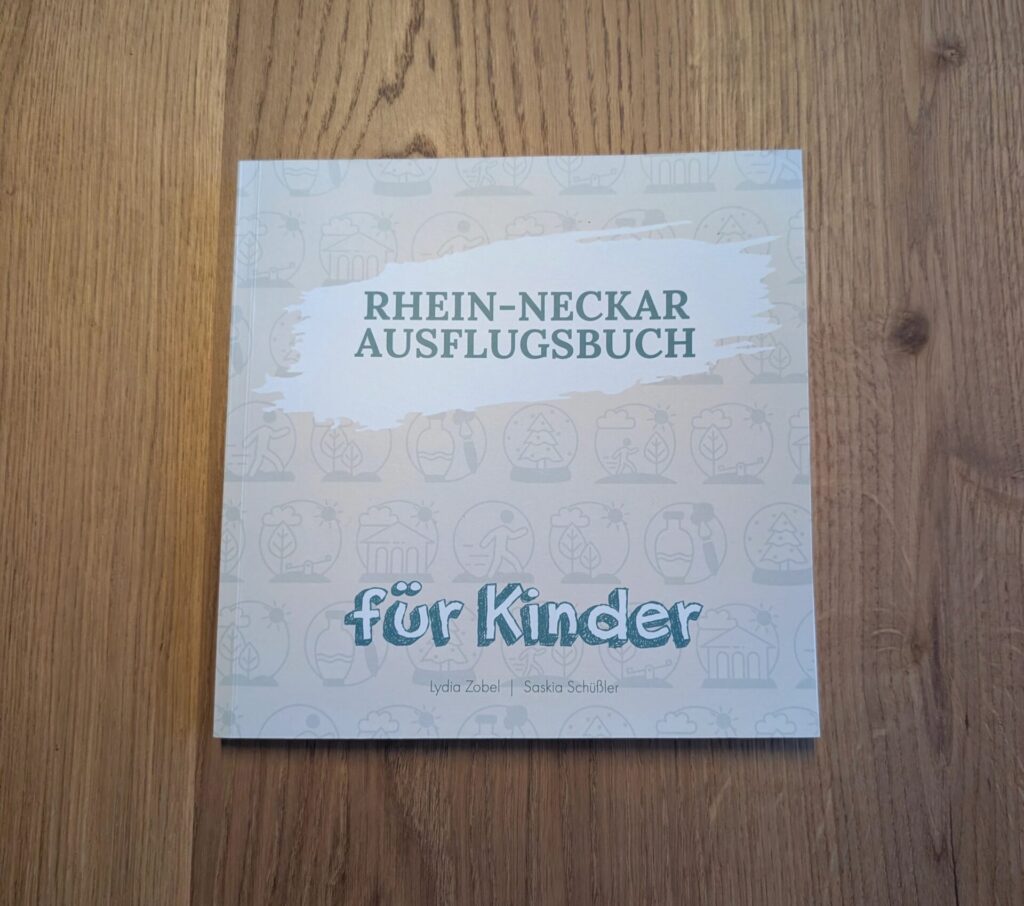 RHEIN-NECKAR
AUSFLUGSBUCH
für Kinder
Lydia Zobel | Saskia Schüßler